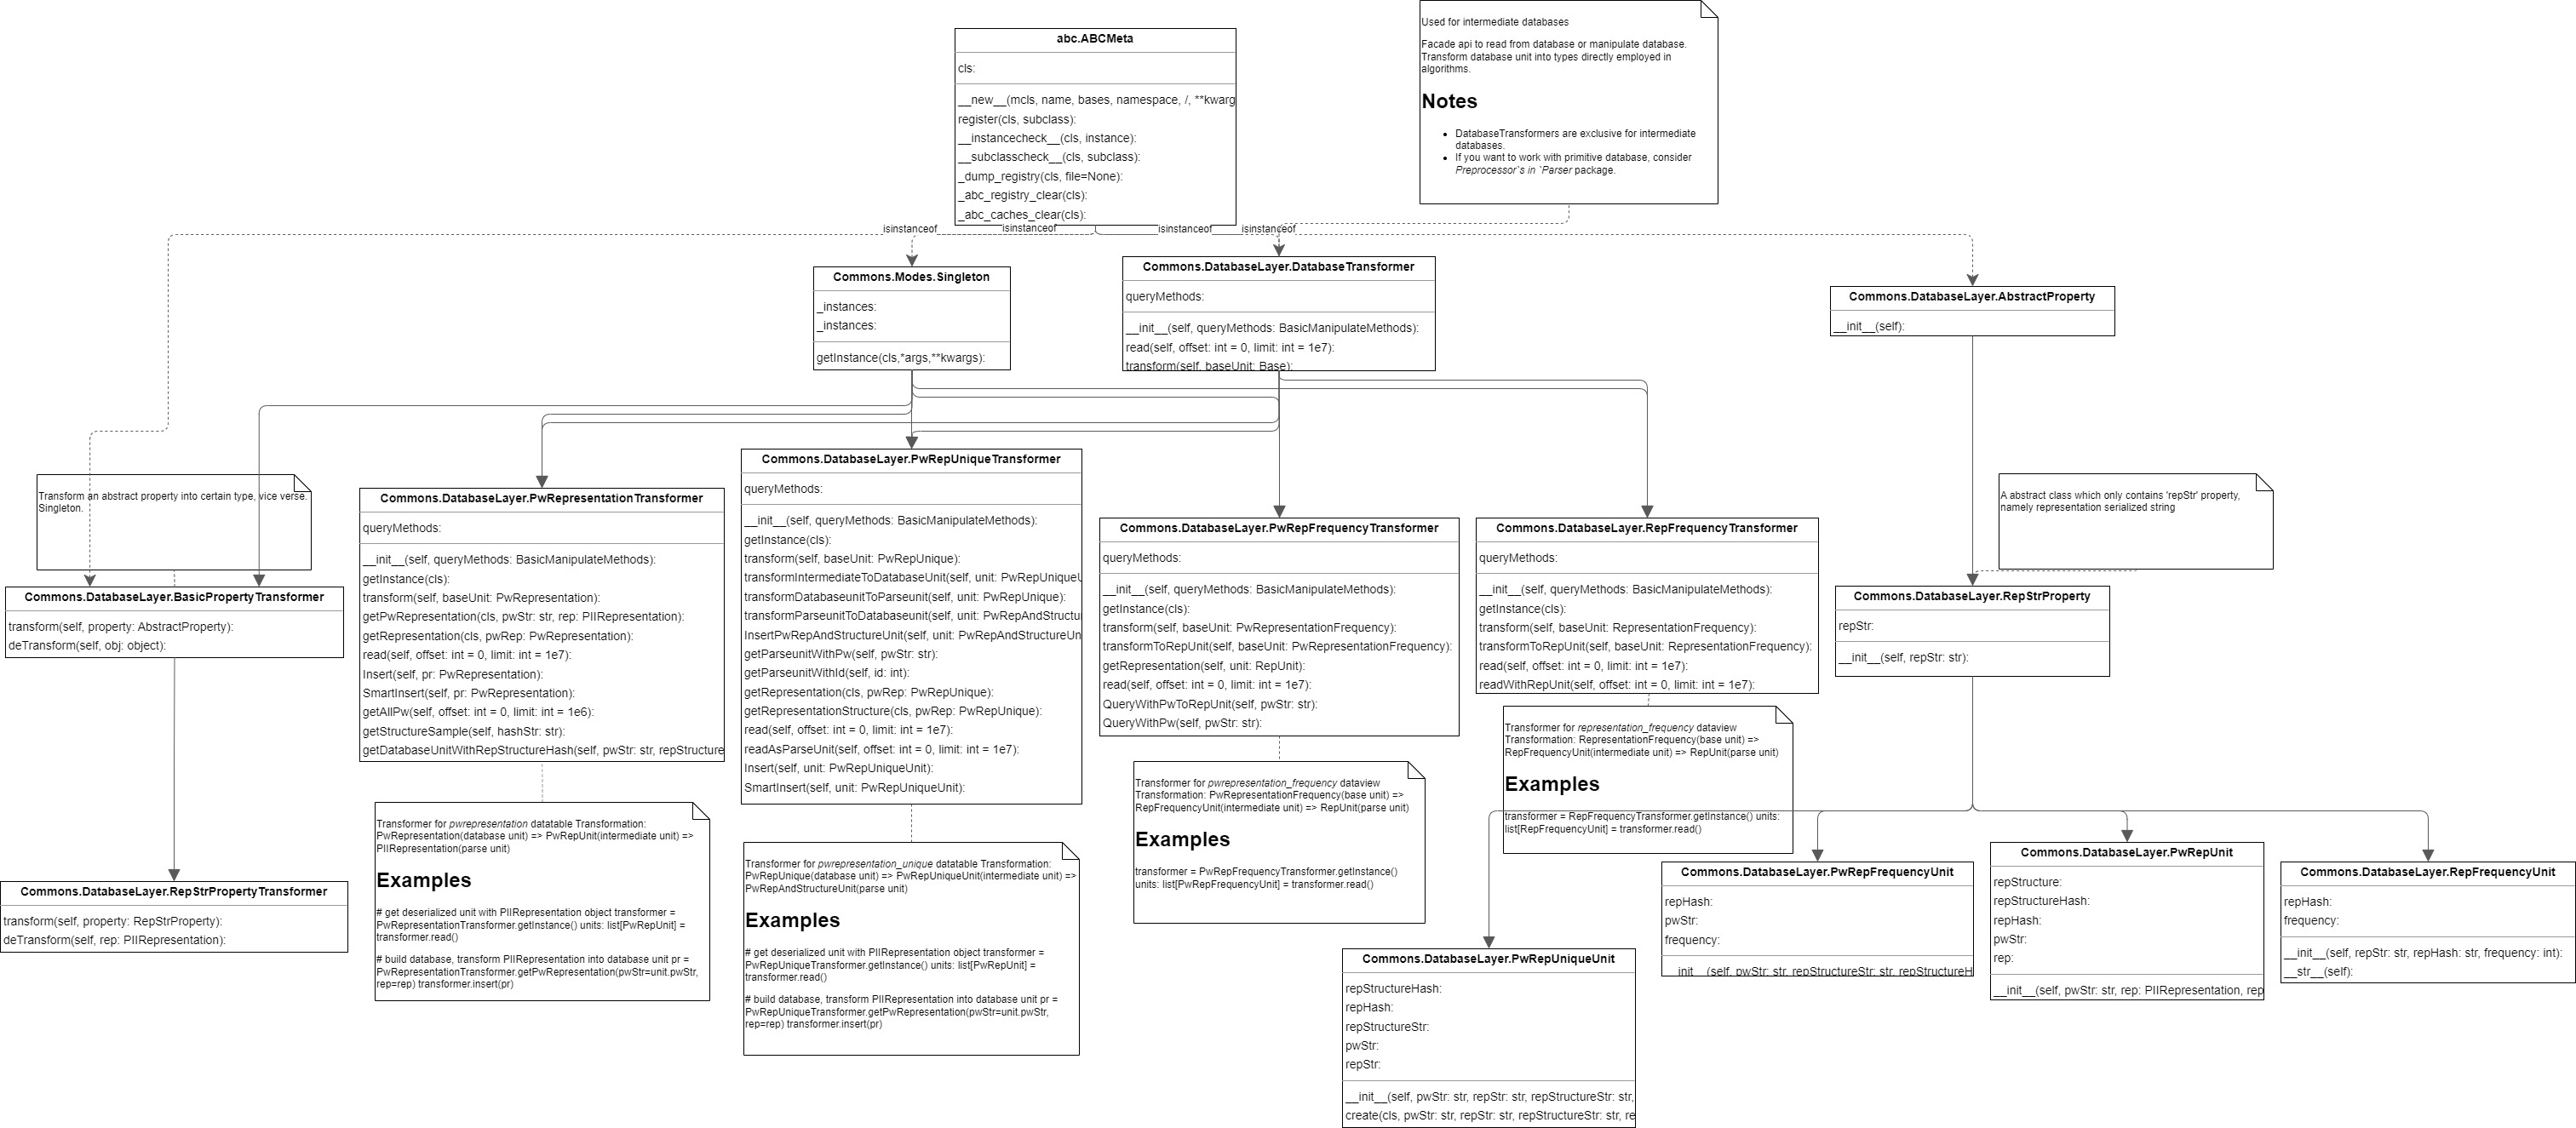 abc.ABCMeta
cls:
__new__(mcls, name, bases, namespace, /, **kwarg
register(cls, subclass):
__instancecheck__(cls, instance):
__subclasscheck__(cls, subclass):
_dump_registry(cls, file=None):
_abc_registry_clear(cls):
_abc_caches_clear(cls):
Used for intermediate databases
Facade api to read from database or manipulate database.
Transform database unit into types directly employed in
algorithms.
Notes
• DatabaseTransformers are exclusive for intermediate
databases.
• If you want to work with primitive database, consider
Preprocessor`s in `Parser package.
isinstanceof
isinstanceof
isinstanceof
isinstanceof
Commons.Modes.Singleton
_instances:
_instances:
getInstance(cls,*args,**kwargs):
Commons.DatabaseLayer.DatabaseTransformer
queryMethods:
__init__(self, queryMethods: BasicManipulateMethods):
read(self, offset: int = 0, limit: int = 1e7):
transform(self, baseUnit: Base):
Commons.DatabaseLayer.AbstractProperty
__init__(self):
Transform an abstract property into certain type, vice verse.
Singleton.
Commons.DatabaseLayer.BasicPropertyTransformer
transform(self, property: AbstractProperty):
deTransform(self, obj: object):
Commons.DatabaseLayer.PwRepresentationTransformer
queryMethods:
__init__(self, queryMethods: BasicManipulateMethods):
getInstance(cls):
transform(self, baseUnit: PwRepresentation):
getPwRepresentation(cls, pwStr: str, rep: PIIRepresentation):
getRepresentation(cls, pwRep: PwRepresentation):
read(self, offset: int = 0, limit: int = 1e7):
Insert(self, pr: PwRepresentation):
SmartInsert(self, pr: PwRepresentation):
getAllPw(self, offset: int = 0, limit: int = 1e6):
getStructureSample(self, hashStr: str):
getDatabaseUnitWithRepStructureHash(self, pwStr: str, repStructure
Commons.DatabaseLayer.PwRepUniqueTransformer
queryMethods:
__init__(self, queryMethods: BasicManipulateMethods):
getInstance(cls):
transform(self, baseUnit: PwRepUnique):
transformIntermediateToDatabaseUnit(self, unit: PwRepUniqueU
transformDatabaseunitToParseunit(self, unit: PwRepUnique):
transformParseunitToDatabaseunit(self, unit: PwRepAndStructu
InsertPwRepAndStructureUnit(self, unit: PwRepAndStructureUn
getParseunitWithPw(self, pwStr: str):
getParseunitWithId(self, id: int):
getRepresentation(cls, pwRep: PwRepUnique):
getRepresentationStructure(cls, pwRep: PwRepUnique):
read(self, offset: int = 0, limit: int = 1e7):
readAsParseUnit(self, offset: int = 0, limit: int = 1e7):
Insert(self, unit: PwRepUniqueUnit):
SmartInsert(self, unit: PwRepUniqueUnit):
Commons.DatabaseLayer.PwRepFrequencyTransformer
queryMethods:
__init__(self, queryMethods: BasicManipulateMethods):
getInstance(cls):
transform(self, baseUnit: PwRepresentationFrequency):
transformToRepUnit(self, baseUnit: PwRepresentationFrequency):
getRepresentation(self, unit: RepUnit):
read(self, offset: int = 0, limit: int = 1e7):
QueryWithPwToRepUnit(self, pwStr: str):
QueryWithPw(self, pwStr: str):
Commons.DatabaseLayer.RepFrequencyTransformer
queryMethods:
__init__(self, queryMethods: BasicManipulateMethods):
getInstance(cls):
transform(self, baseUnit: RepresentationFrequency):
transformToRepUnit(self, baseUnit: RepresentationFrequency):
read(self, offset: int = 0, limit: int = 1e7):
readWithRepUnit(self, offset: int = 0, limit: int = 1e7):
A abstract class which only contains 'repStr' property,
namely representation serialized string
Commons.DatabaseLayer.RepStrProperty
repStr:
__init__(self, repStr: str):
Commons.DatabaseLayer.RepStrPropertyTransformer
transform(self, property: RepStrProperty):
deTransform(self, rep: PIIRepresentation):
Transformer for pwrepresentation datatable Transformation:
PwRepresentation(database unit) => PwRepUnit(intermediate unit) =>
PIIRepresentation(parse unit)
Examples
# get deserialized unit with PIIRepresentation object transformer =
PwRepresentationTransformer.getInstance() units: list[PwRepUnit] =
transformer.read()
# build database, transform PIIRepresentation into database unit pr =
PwRepresentationTransformer.getPwRepresentation(pwStr=unit.pwStr,
rep=rep) transformer.insert(pr)
Transformer for pwrepresentation_unique datatable Transformation:
PwRepUnique(database unit) => PwRepUniqueUnit(intermediate unit) =>
PwRepAndStructureUnit(parse unit)
Examples
# get deserialized unit with PIIRepresentation object transformer =
PwRepUniqueTransformer.getInstance() units: list[PwRepUnit] =
transformer.read()
# build database, transform PIIRepresentation into database unit pr =
PwRepUniqueTransformer.getPwRepresentation(pwStr=unit.pwStr,
rep=rep) transformer.insert(pr)
Transformer for pwrepresentation_frequency dataview
Transformation: PwRepresentationFrequency(base unit) =>
RepFrequencyUnit(intermediate unit) => RepUnit(parse unit)
Examples
transformer = PwRepFrequencyTransformer.getInstance()
units: list[PwRepFrequencyUnit] = transformer.read()
Transformer for representation_frequency dataview
Transformation: RepresentationFrequency(base unit) =>
RepFrequencyUnit(intermediate unit) => RepUnit(parse unit)
Examples
transformer = RepFrequencyTransformer.getInstance() units:
list[RepFrequencyUnit] = transformer.read()
Commons.DatabaseLayer.PwRepUniqueUnit
repStructureHash:
repHash:
repStructureStr:
pwStr:
repStr:
__init__(self, pwStr: str, repStr: str, repStructureStr: str,
create(cls, pwStr: str, repStr: str, repStructureStr: str, re
Commons.DatabaseLayer.PwRepFrequencyUnit
repHash:
pwStr:
frequency:
__init__(self, pwStr: str, repStructureStr: str, repStructureH
Commons.DatabaseLayer.PwRepUnit
repStructure:
repStructureHash:
repHash:
pwStr:
rep:
__init__(self, pwStr: str, rep: PIIRepresentation, rep
Commons.DatabaseLayer.RepFrequencyUnit
repHash:
frequency:
__init__(self, repStr: str, repHash: str, frequency: int):
__str__(self):